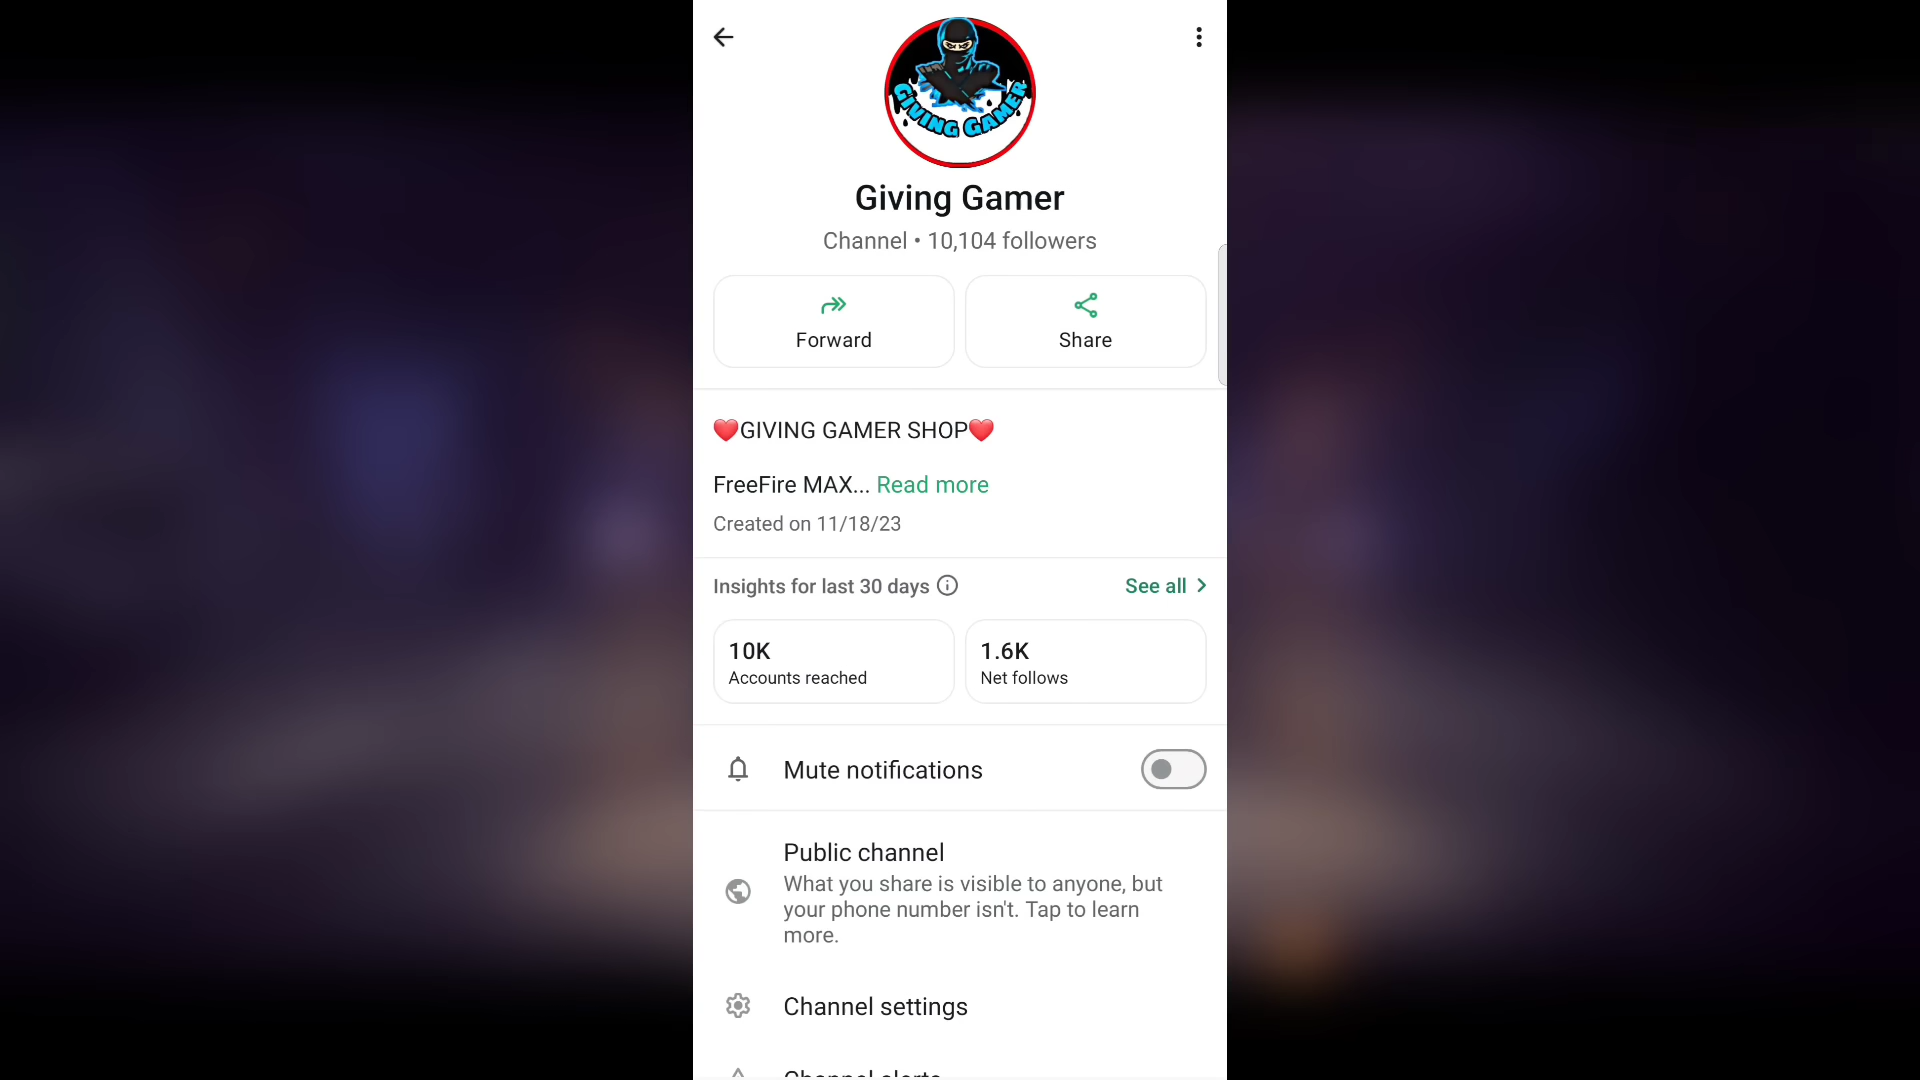 GIVING GAMER
Giving Gamer
Channel • 10,104 followers
Forward
Share
❤️GIVING GAMER SHOP❤️
FreeFire MAX... Read more
Created on 11/18/23
Insights for last 30 days
See all
10K
Accounts reached
1.6K
Net follows
Mute notifications
Public channel
What you share is visible to anyone, but
your phone number isn't. Tap to learn
more.
Channel settings
Channel alerts